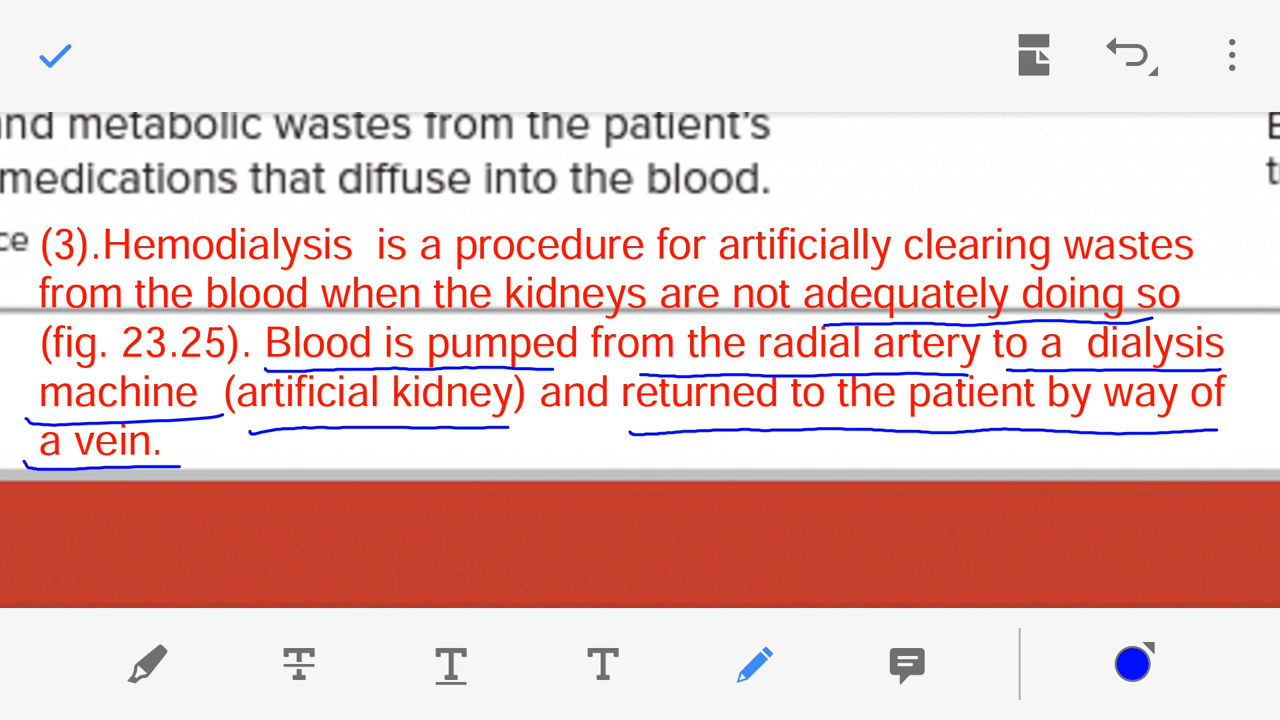 and metabolic wastes from the patient's
medications that diffuse into the blood.
ce
(3).Hemodialysis is a procedure for artificially clearing wastes
from the blood when the kidneys are not adequately doing so
(fig. 23.25). Blood is pumped from the radial artery to a dialysis
machine (artificial kidney) and returned to the patient by way of
a vein.